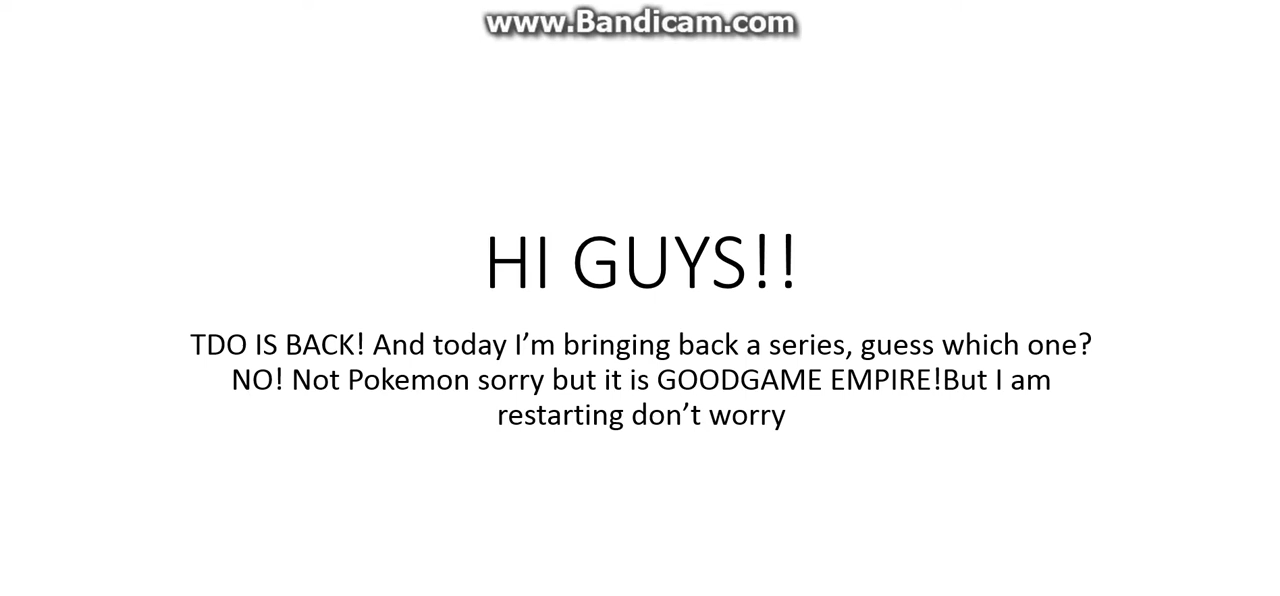 www.Bandicam.com
HI GUYS!!
TDO IS BACK! And today I’m bringing back a series, guess which one?
NO! Not Pokemon sorry but it is GOODGAME EMPIRE!But I am
restarting don’t worry